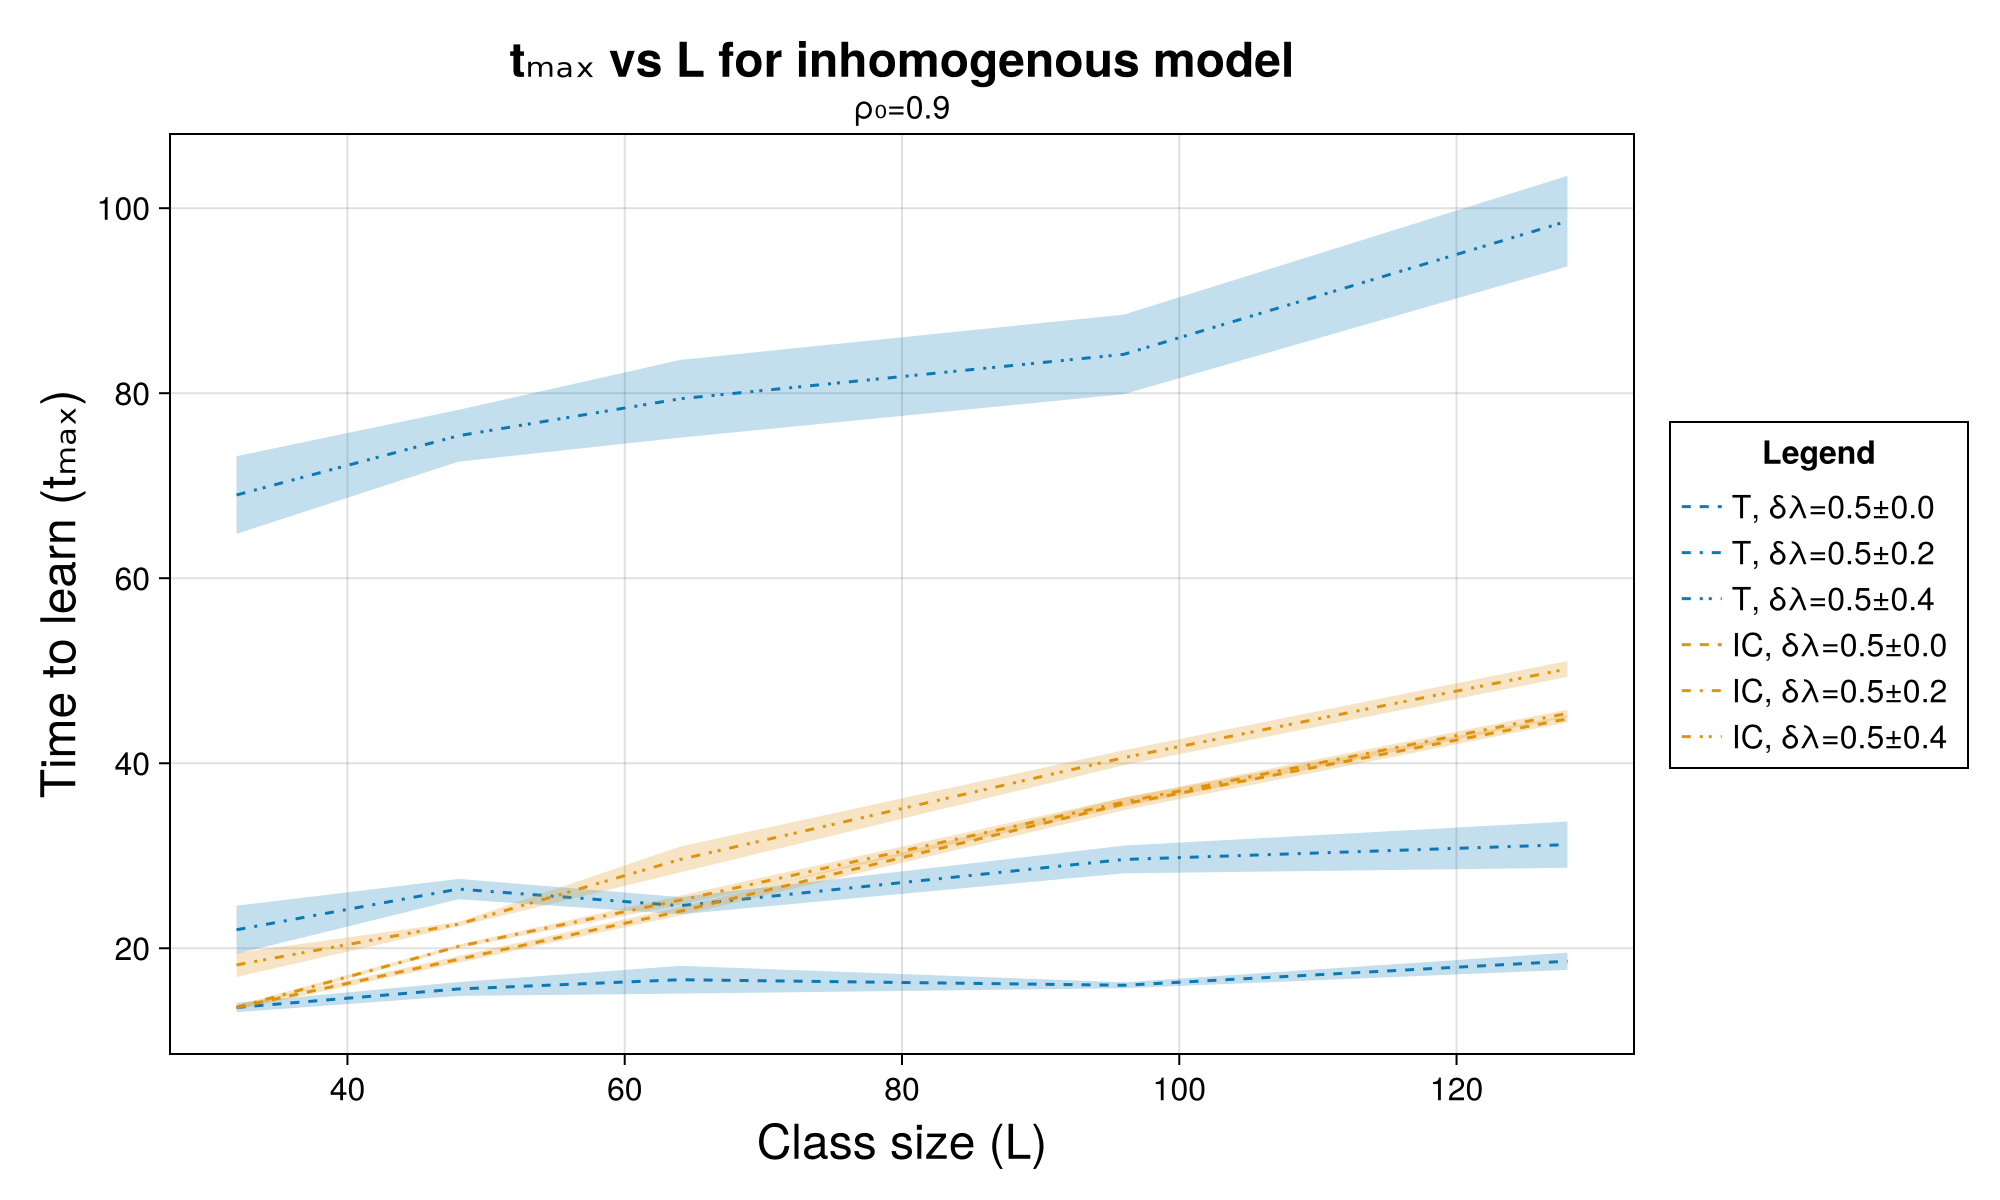 tₘₐₓ vs L for inhomogenous model
ρ₀=0.9
Time to learn (tₘₐₓ)
100
80
60
40
20
40
60
80
100
120
Class size (L)
Legend
T, δλ=0.5±0.0
T, δλ=0.5±0.2
T, δλ=0.5±0.4
IC, δλ=0.5±0.0
IC, δλ=0.5±0.2
IC, δλ=0.5±0.4